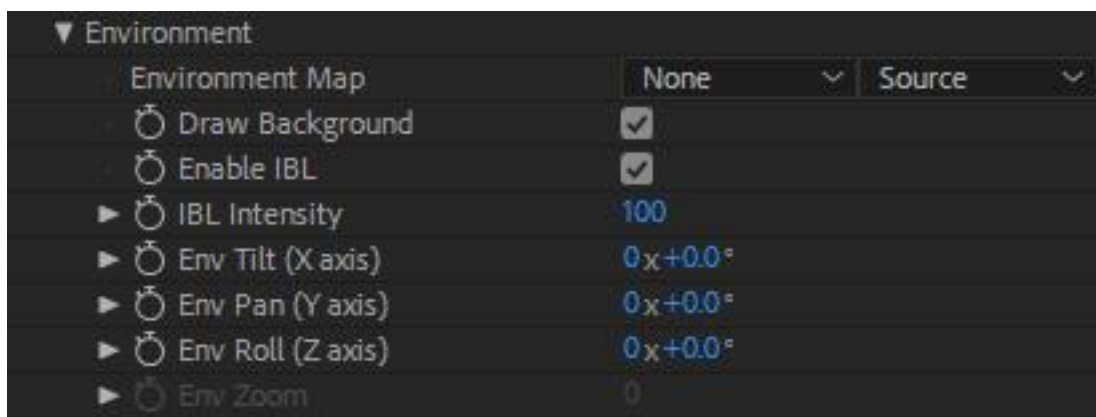 Environment
Environment Map None Source
Draw Background
Enable IBL
IBL Intensity 100
Env Tilt (X axis) 0x+0.0°
Env Pan (Y axis) 0x+0.0°
Env Roll (Z axis) 0x+0.0°
Env Zoom 0